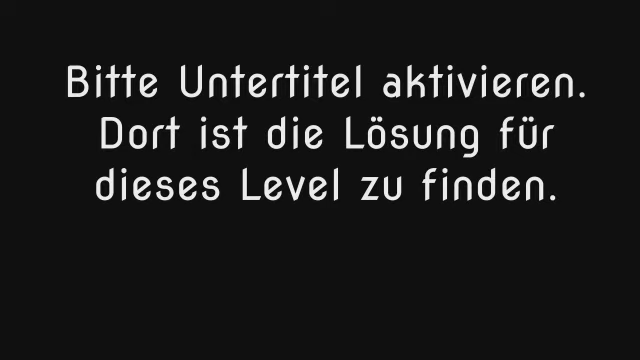 Bitte Untertitel aktivieren.
Dort ist die Lösung für
dieses Level zu finden.